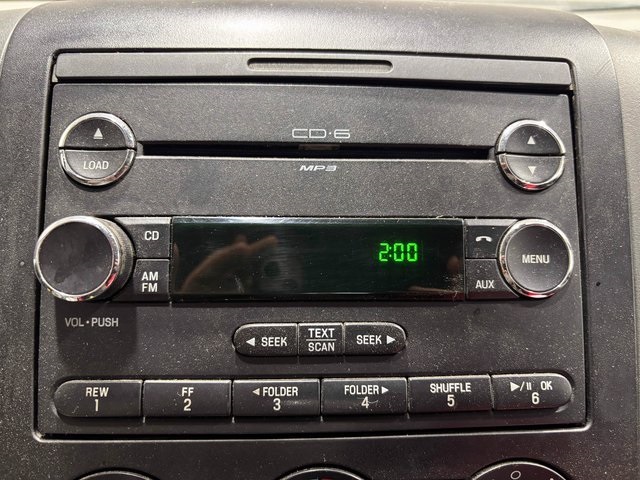 CD·6
LOAD
MP3
CD
2:00
MENU
AM
FM
AUX
VOL·PUSH
◄ SEEK
TEXT
SCAN
SEEK ►
REW
1
FF
2
◄FOLDER
3
FOLDER►
4
SHUFFLE
5
►/II OK
6